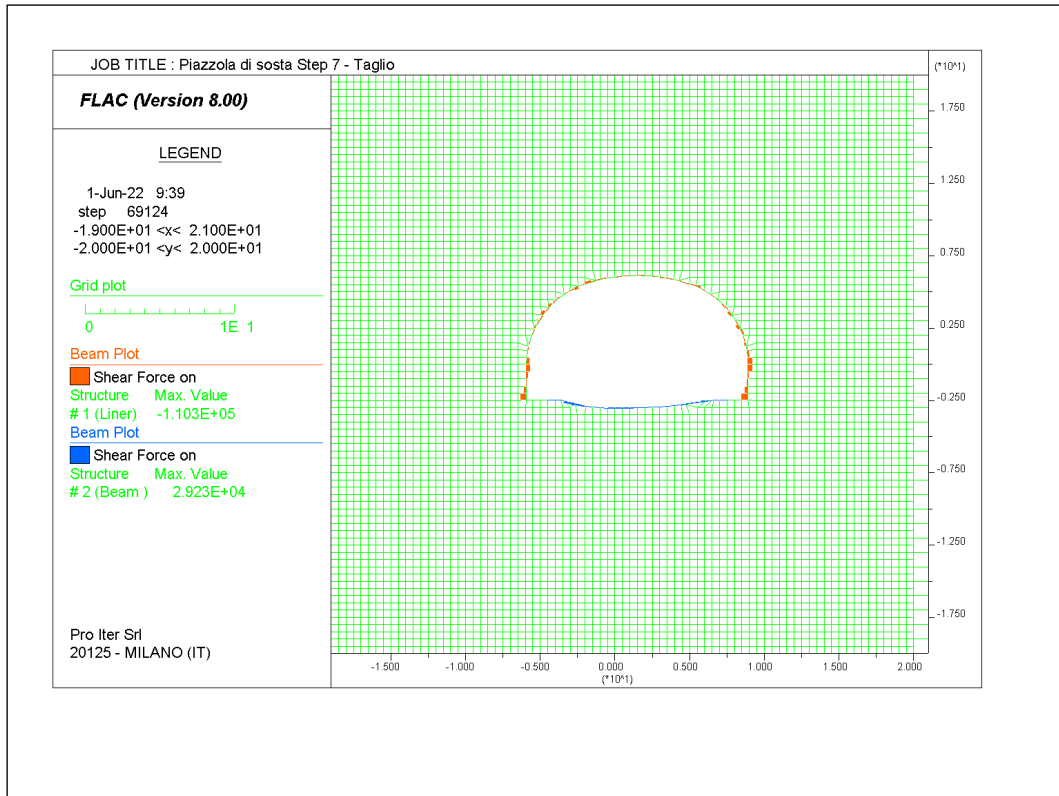 JOB TITLE : Piazzola di sosta Step 7 - Taglio
(*10^1)
FLAC (Version 8.00)
LEGEND
1-Jun-22 9:39
step 69124
-1.900E+01 <x< 2.100E+01
-2.000E+01 <y< 2.000E+01
Grid plot
0 1E 1
Beam Plot
Shear Force on
Structure Max. Value
# 1 (Liner) -1.103E+05
Beam Plot
Shear Force on
Structure Max. Value
# 2 (Beam ) 2.923E+04
Pro Iter Srl
20125 - MILANO (IT)
1.750
1.250
0.750
0.250
-0.250
-0.750
-1.250
-1.750
-1.500 -1.000 -0.500 0.000 0.500 1.000 1.500 2.000
(*10^1)